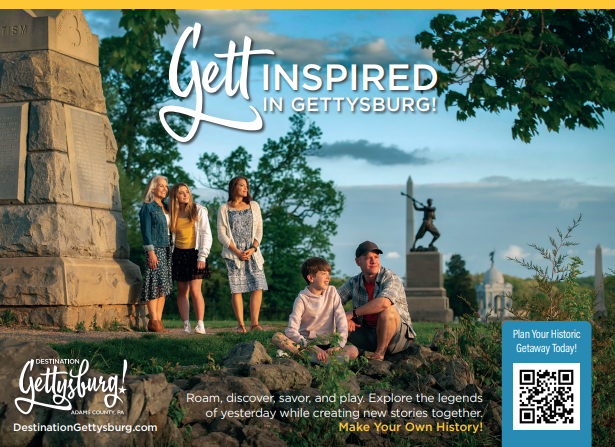 TISM
Gett INSPIRED
IN GETTYSBURG!
Plan Your Historic
Getaway Today!
DESTINATION
Gettysburg!
ADAMS COUNTY, PA
DestinationGettysburg.com
Roam, discover, savor, and play. Explore the legends
of yesterday while creating new stories together.
Make Your Own History!